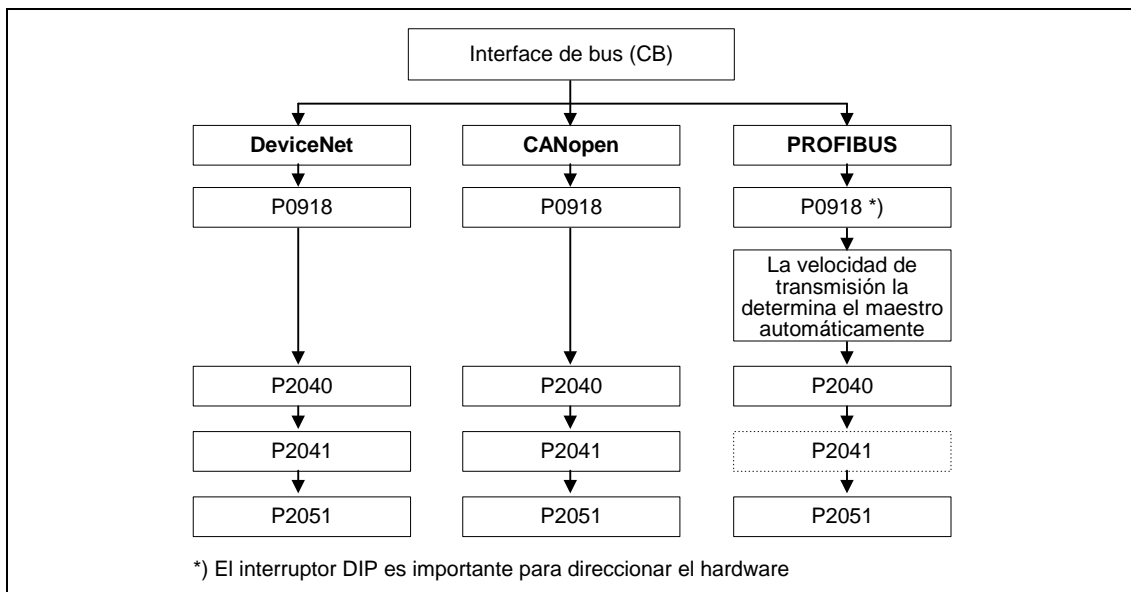 Interface de bus (CB)
DeviceNet
CANopen
PROFIBUS
P0918
P0918
P0918 *)
La velocidad de
transmisión la
determina el maestro
automáticamente
P2040
P2040
P2040
P2041
P2041
P2041
P2051
P2051
P2051
*) El interruptor DIP es importante para direccionar el hardware